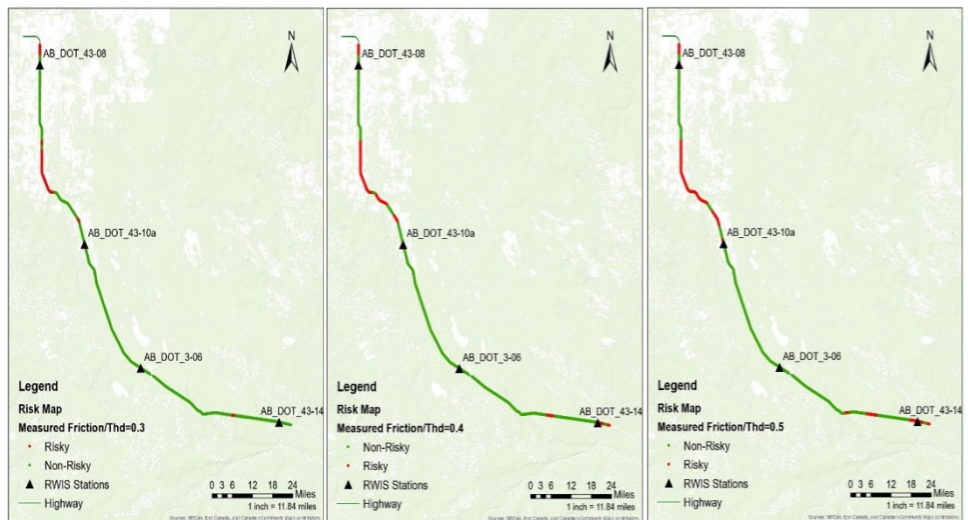 N
AB_DOT_43-08
AB_DOT_43-10a
AB_DOT_3-06
AB_DOT_43-14
Legend
Risk Map
Measured Friction/Thd=0.3
Risky
Non-Risky
RWIS Stations
Highway
0 3 6 12 18 24
Miles
1 inch = 11.84 miles
N
AB_DOT_43-08
AB_DOT_43-10a
AB_DOT_3-06
AB_DOT_43-14
Legend
Risk Map
Measured Friction/Thd=0.4
Non-Risky
Risky
RWIS Stations
Highway
0 3 6 12 18 24
Miles
1 inch = 11.84 miles
N
AB_DOT_43-08
AB_DOT_43-10a
AB_DOT_3-06
AB_DOT_43-14
Legend
Risk Map
Measured Friction/Thd=0.5
Non-Risky
Risky
RWIS Stations
Highway
0 3 6 12 18 24
Miles
1 inch = 11.84 miles